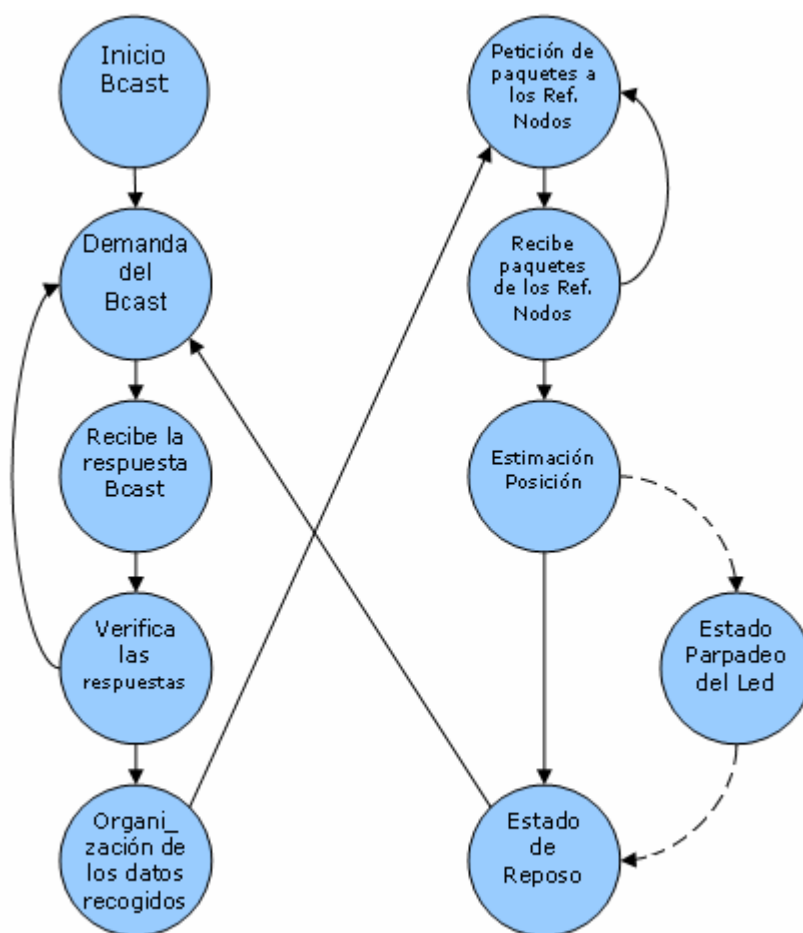 Inicio
Bcast
Demanda
del
Bcast
Recibe la
respuesta
Bcast
Verifica
las
respuestas
Organi_
zación de
los datos
recogidos
Petición de
paquetes a
los Ref.
Nodos
Recibe
paquetes
de los Ref.
Nodos
Estimación
Posición
Estado
Parpadeo
del Led
Estado
de
Reposo